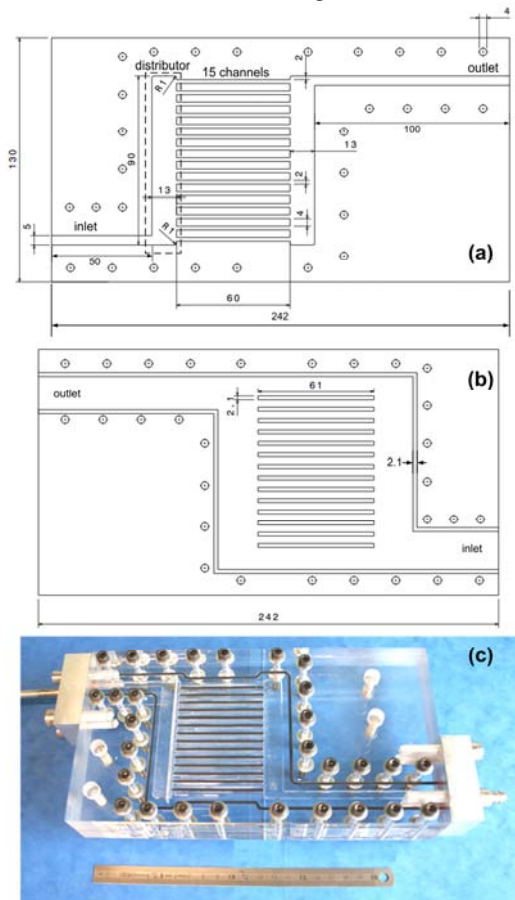 4
distributor
15 channels
2
outlet
R1
100
130
90
13
13
2
5
inlet
R1
4
50
(a)
60
242
(b)
outlet
61
2.1
2.1
inlet
242
(c)